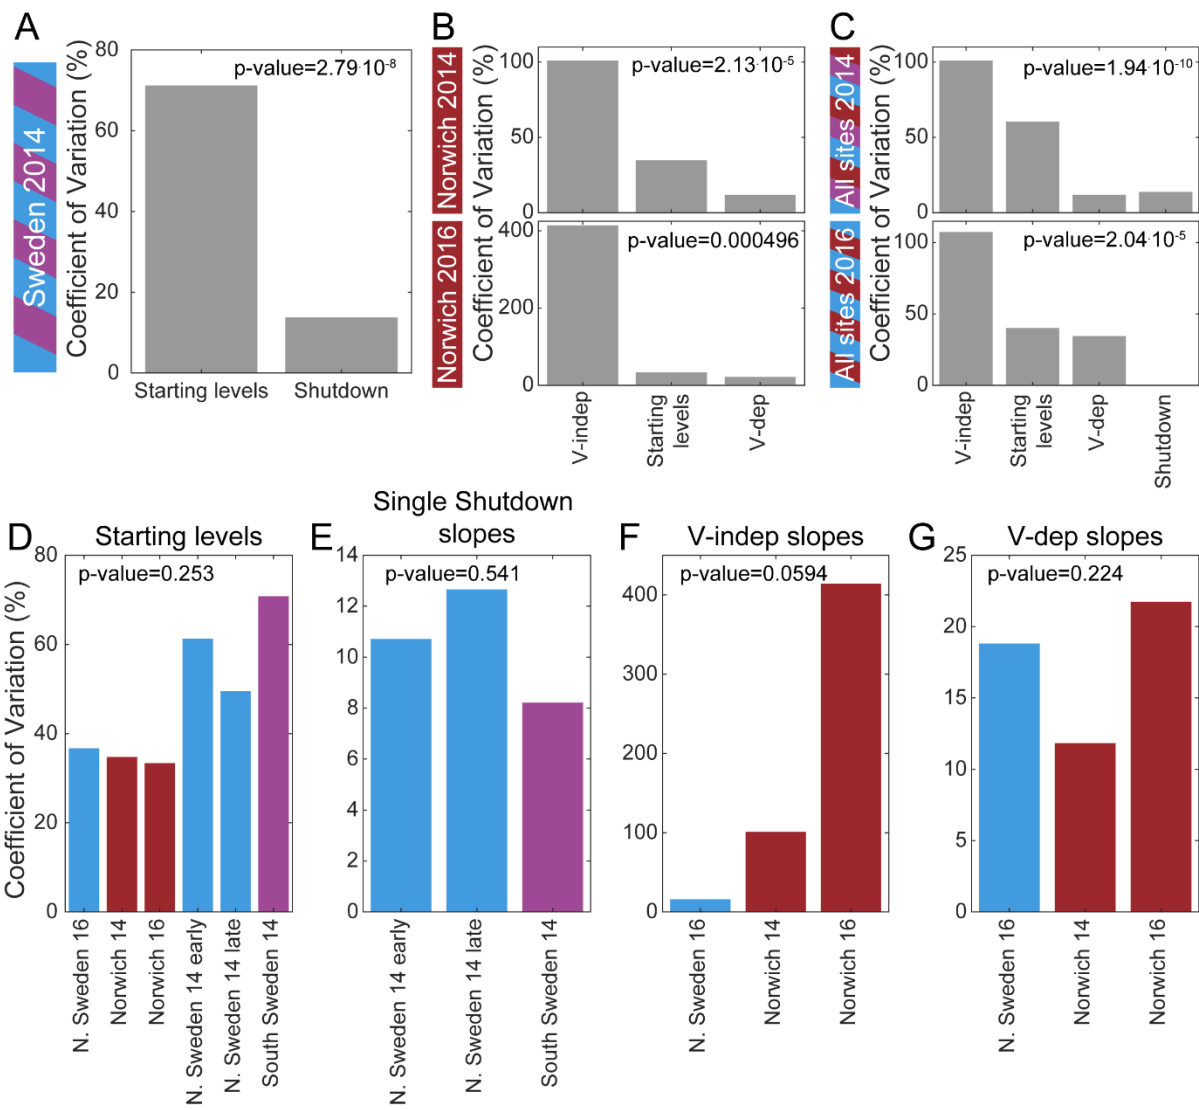 A
Sweden 2014
Coefficient of Variation (%)
80
60
40
20
0
p-value=2.79·10-8
Starting levels
Shutdown
B
Norwich 2014
Norwich 2016
Coefficient of Variation (%)
100
50
0
p-value=2.13·10-5
400
200
0
p-value=0.000496
V-indep
Starting
levels
V-dep
C
All sites 2014
All sites 2016
Coefficient of Variation (%)
100
50
0
p-value=1.94·10-10
100
50
0
p-value=2.04·10-5
V-indep
Starting
levels
V-dep
Shutdown
D
Starting levels
Coefficient of Variation (%)
80
60
40
20
0
p-value=0.253
N. Sweden 16
Norwich 14
Norwich 16
N. Sweden 14 early
N. Sweden 14 late
South Sweden 14
E
Single Shutdown
slopes
14
12
10
8
6
4
2
0
p-value=0.541
N. Sweden 14 early
N. Sweden 14 late
South Sweden 14
F
V-indep slopes
400
300
200
100
0
p-value=0.0594
N. Sweden 16
Norwich 14
Norwich 16
G
V-dep slopes
25
20
15
10
5
0
p-value=0.224
N. Sweden 16
Norwich 14
Norwich 16